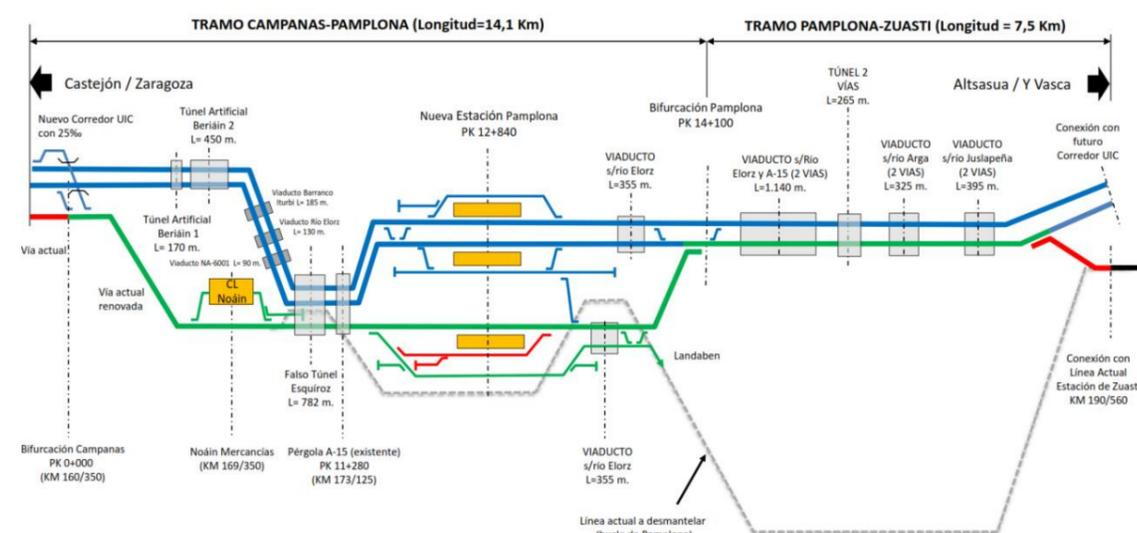 TRAMO CAMPANAS-PAMPLONA (Longitud=14,1 Km)
TRAMO PAMPLONA-ZUASTI (Longitud = 7,5 Km)
Castejón / Zaragoza
Altsasua / Y Vasca
Nuevo Corredor UIC
con 25‰
Túnel Artificial
Beriáin 2
L= 450 m.
Nueva Estación Pamplona
PK 12+840
Bifurcación Pamplona
PK 14+100
TÚNEL 2
VÍAS
L=265 m.
Conexión con
futuro
Corredor UIC
VIADUCTO
s/río Elorz
L=355 m.
VIADUCTO s/Río
Elorz y A-15 (2 VIAS)
L=1.140 m.
VIADUCTO
s/río Arga
(2 VIAS)
L=325 m.
VIADUCTO
s/río Juslapeña
(2 VIAS)
L=395 m.
Viaducto Barranco
Iturbi L= 185 m.
Viaducto Río Elorz
L= 130 m.
Viaducto NA-6001 L= 90 m.
Túnel Artificial
Beriáin 1
L= 170 m.
Vía actual
Vía actual
renovada
CL
Noáin
Falso Túnel
Esquíroz
L= 782 m.
Landaben
Conexión con
Línea Actual
Estación de Zuasti
KM 190/560
Bifurcación Campanas
PK 0+000
(KM 160/350)
Noáin Mercancías
(KM 169/350)
Pérgola A-15 (existente)
PK 11+280
(KM 173/125)
VIADUCTO
s/río Elorz
L=355 m.
Línea actual a desmantelar